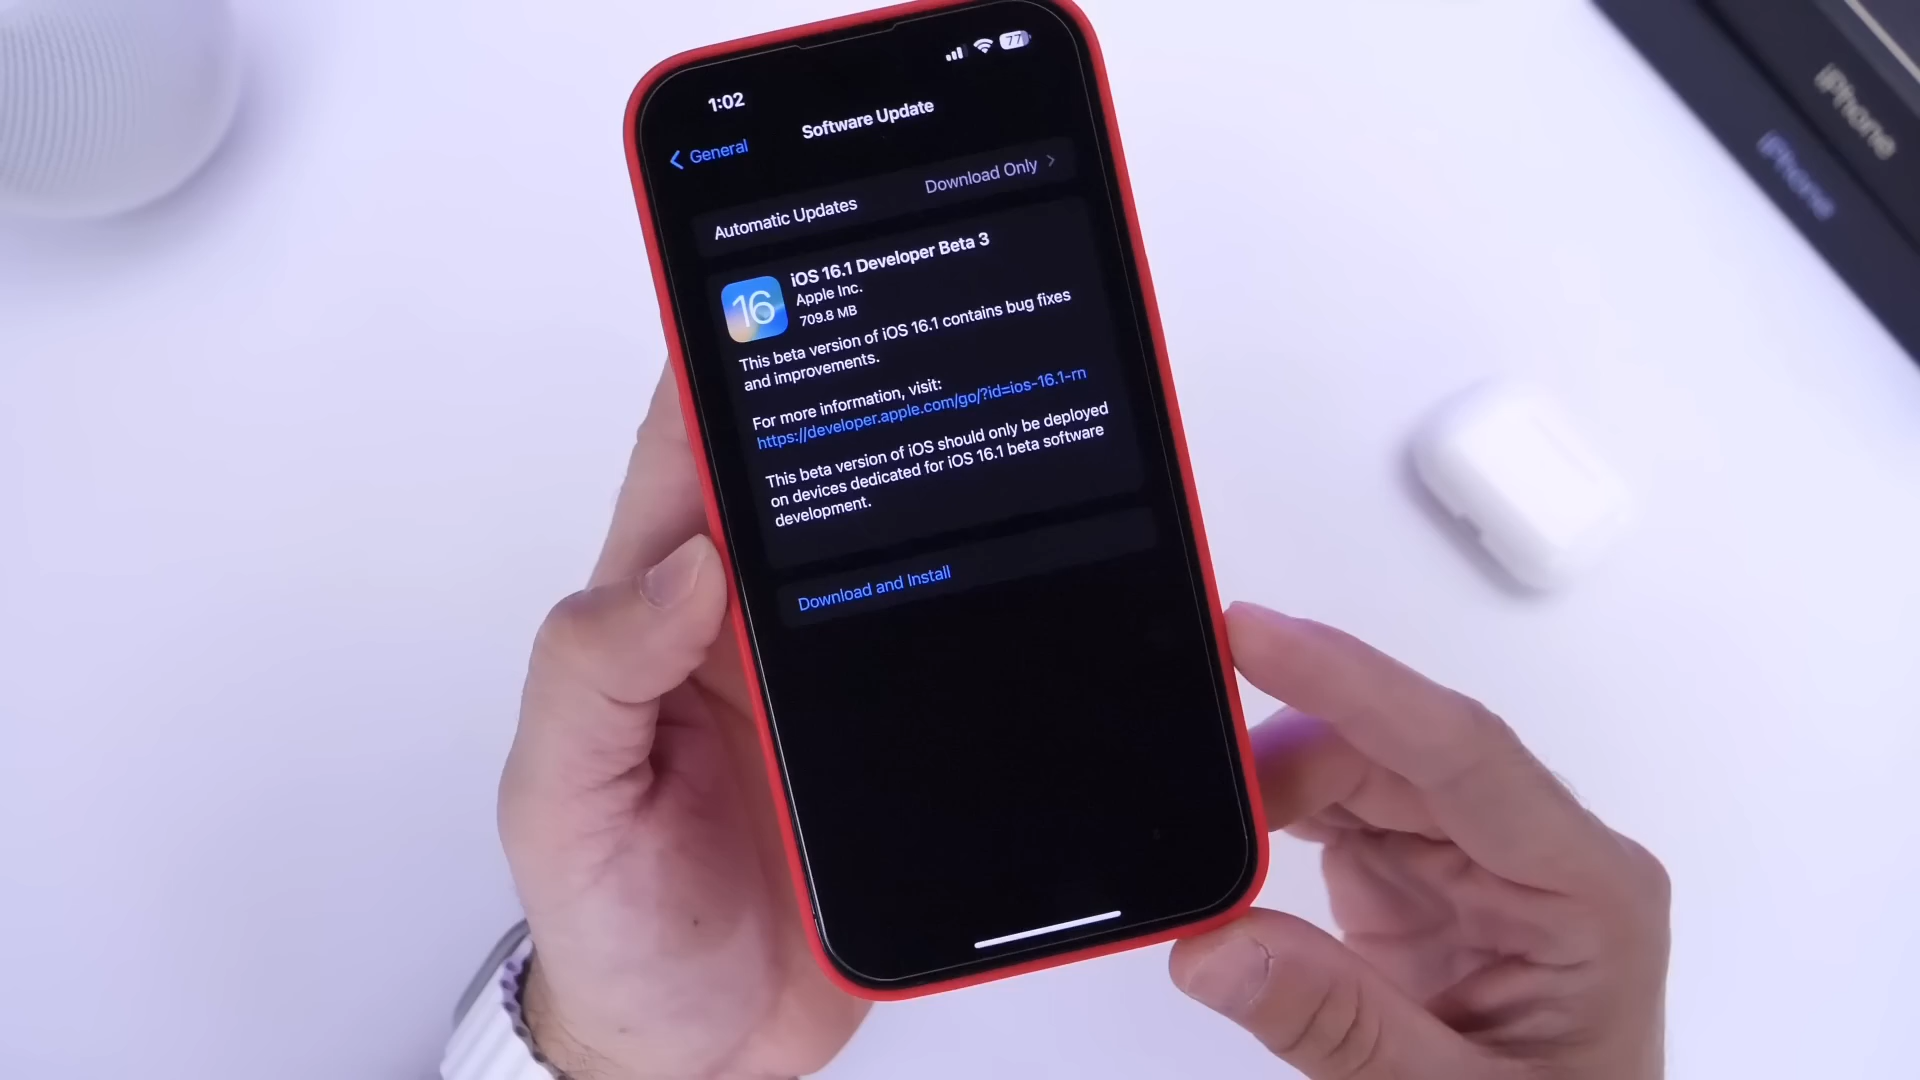 1:02
77
General
Software Update
Automatic Updates
Download Only
16
iOS 16.1 Developer Beta 3
Apple Inc.
709.8 MB
This beta version of iOS 16.1 contains bug fixes
and improvements.
For more information, visit:
https://developer.apple.com/go/?id=ios-16.1-rn
This beta version of iOS should only be deployed
on devices dedicated for iOS 16.1 beta software
development.
Download and Install
iPhone
iPhone